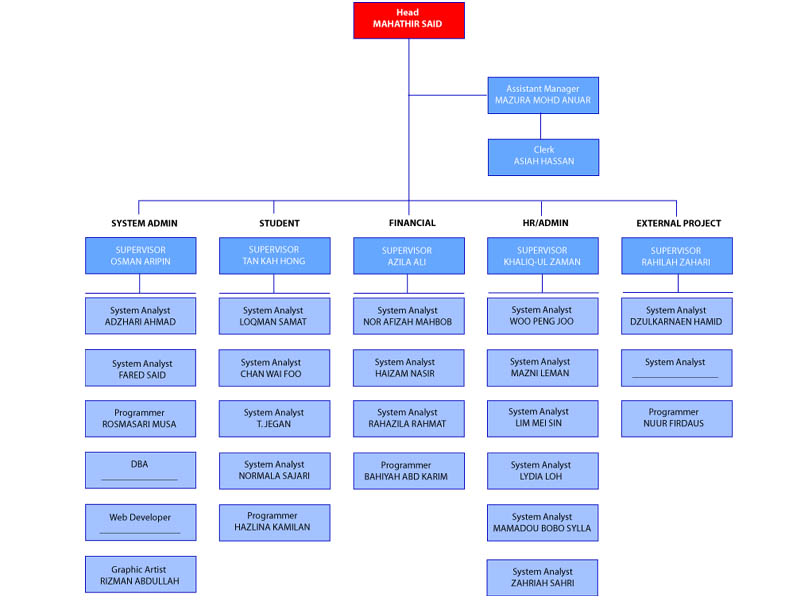 Head
MAHATHIR SAID
Assistant Manager
MAZURA MOHD ANUAR
Clerk
ASIAH HASSAN
SYSTEM ADMIN
STUDENT
FINANCIAL
HR/ADMIN
EXTERNAL PROJECT
SUPERVISOR
OSMAN ARIPIN
SUPERVISOR
TAN KAH HONG
SUPERVISOR
AZILA ALI
SUPERVISOR
KHALIQ-UL ZAMAN
SUPERVISOR
RAHILAH ZAHARI
System Analyst
ADZHARI AHMAD
System Analyst
LOQMAN SAMAT
System Analyst
NOR AFIZAH MAHBOB
System Analyst
WOO PENG JOO
System Analyst
DZULKARNAEN HAMID
System Analyst
FARED SAID
System Analyst
CHAN WAI FOO
System Analyst
HAIZAM NASIR
System Analyst
MAZNI LEMAN
System Analyst
Programmer
ROSMASARI MUSA
System Analyst
T. JEGAN
System Analyst
RAHAZILA RAHMAT
System Analyst
LIM MEI SIN
Programmer
NUUR FIRDAUS
DBA
System Analyst
NORMALA SAJARI
Programmer
BAHIYAH ABD KARIM
System Analyst
LYDIA LOH
Web Developer
Programmer
HAZLINA KAMILAN
System Analyst
MAMADOU BOBO SYLLA
Graphic Artist
RIZMAN ABDULLAH
System Analyst
ZAHRIAH SAHRI